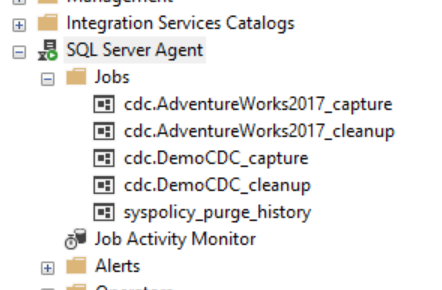 Management
Integration Services Catalogs
SQL Server Agent
Jobs
cdc.AdventureWorks2017_capture
cdc.AdventureWorks2017_cleanup
cdc.DemoCDC_capture
cdc.DemoCDC_cleanup
syspolicy_purge_history
Job Activity Monitor
Alerts
Operators